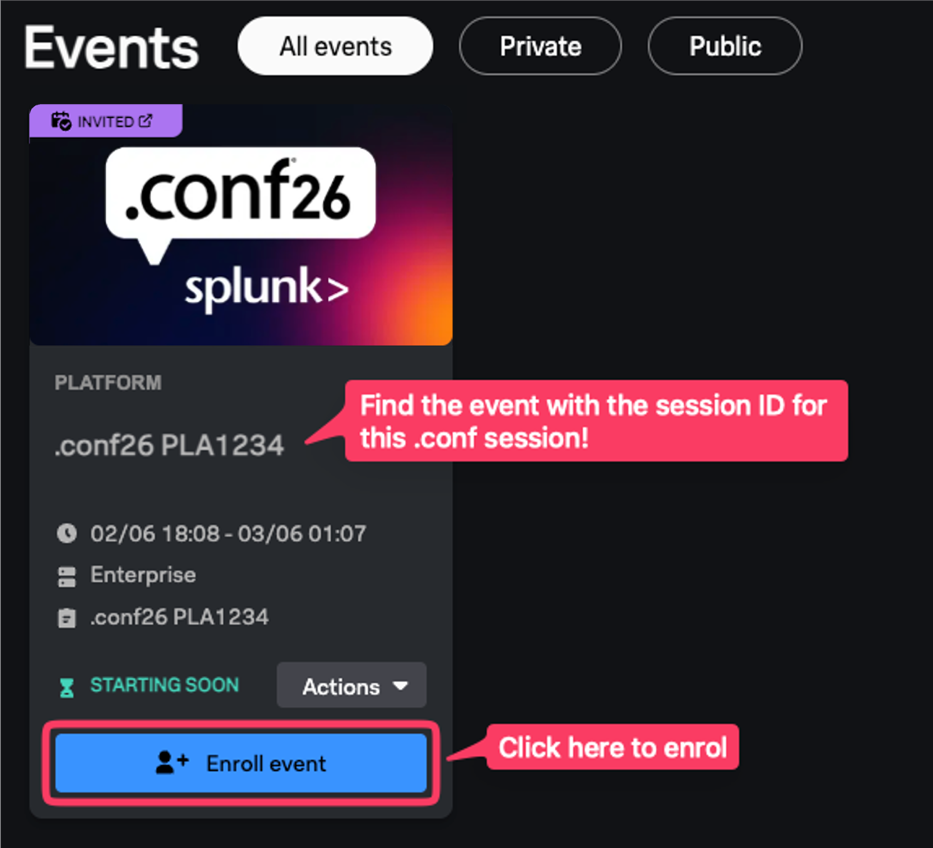 Events
All events
Private
Public
INVITED
.conf26
splunk>
PLATFORM
Find the event with the session ID for
this .conf session!
.conf26 PLA1234
02/06 18:08 - 03/06 01:07
Enterprise
.conf26 PLA1234
STARTING SOON
Actions
Click here to enrol
Enroll event